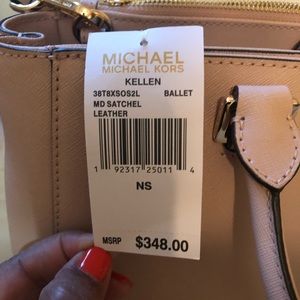 MICHAEL
MICHAEL KORS
KELLEN
38T8XSOS2L BALLET
MD SATCHEL
LEATHER
1 92317 25011 4
NS
MSRP $348.00